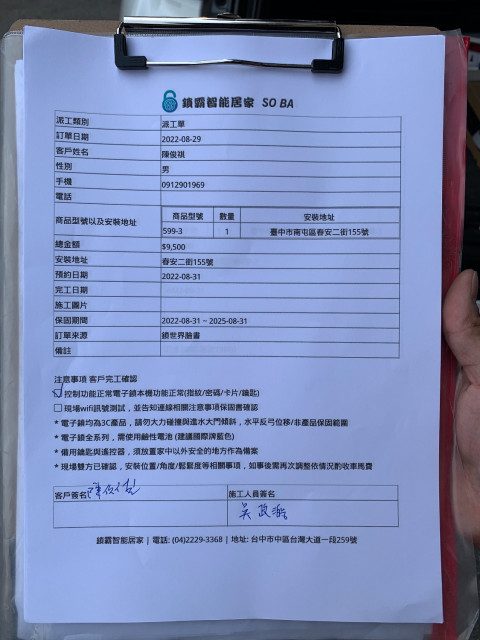 鎖霸智能居家 SO BA
派工類別 派工單
訂單日期 2022-08-29
客戶姓名 陳俊祺
性別 男
手機 0912901969
電話
商品型號以及安裝地址 商品型號 數量 安裝地址
599-3 1 臺中市南屯區春安二街155號
總金額 $9,500
安裝地址 春安二街155號
預約日期 2022-08-31
完工日期
施工圖片
保固期間 2022-08-31 ~ 2025-08-31
訂單來源 鎖世界臉書
備註
注意事項 客戶完工確認
控制功能正常電子鎖本機功能正常(指紋/密碼/卡片/鑰匙)
現場wifi訊號測試，並告知連線相關注意事項保固書確認
* 電子鎖均為3C產品，請勿大力碰撞與進水大門傾斜，水平反弓位移/非產品保固範圍
* 電子鎖全系列，需使用鹼性電池 (建議國際牌藍色)
* 備用鑰匙與遙控器，須放置家中以外安全的地方作為備案
* 現場雙方已確認，安裝位置/角度/鬆緊度等相關事項，如事後需再次調整依情況酌收車馬費
客戶簽名 施工人員簽名
吳政
鎖霸智能居家 | 電話: (04)2229-3368 | 地址: 台中市中區台灣大道一段259號